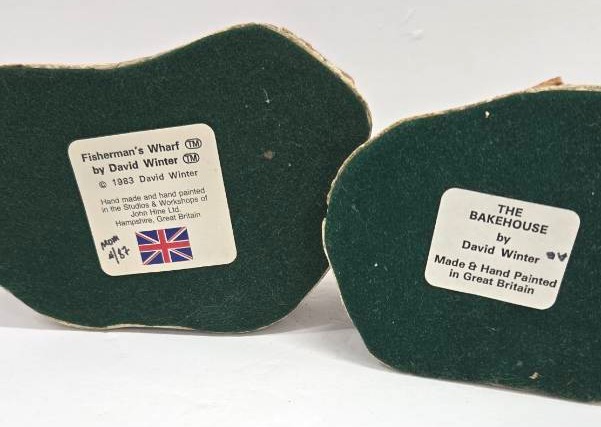 Fisherman's Wharf TM
by David Winter TM
© 1983 David Winter
Hand made and hand painted
in the Studios & Workshops of
John Hine Ltd.
Hampshire, Great Britain
MOM
/87
THE
BAKEHOUSE
by
David Winter
Made & Hand Painted
in Great Britain